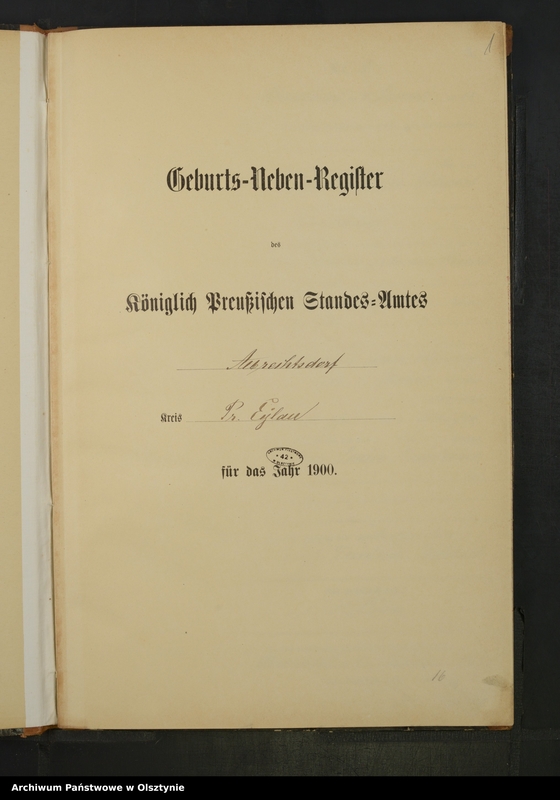 1
Geburts-Neben-Register
des
Königlich Preußischen Standes-Amtes
Albrechtsdorf
Kreis Pr. Eylau
42
für das Jahr 1900.
16
Archiwum Państwowe w Olsztynie